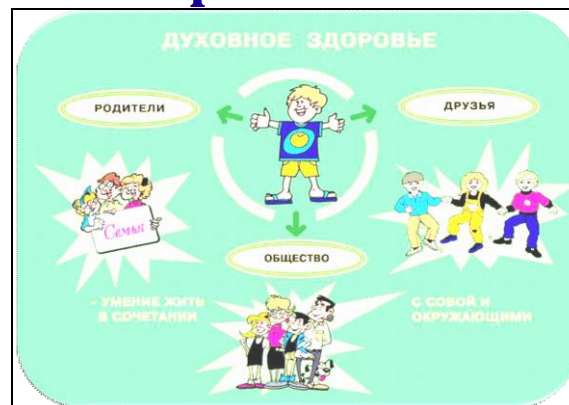 ДУХОВНОЕ ЗДОРОВЬЕ
РОДИТЕЛИ
ДРУЗЬЯ
Семья
ОБЩЕСТВО
- УМЕНИЕ ЖИТЬ
В СОЧЕТАНИИ
С СОБОЙ И
ОКРУЖАЮЩИМИ